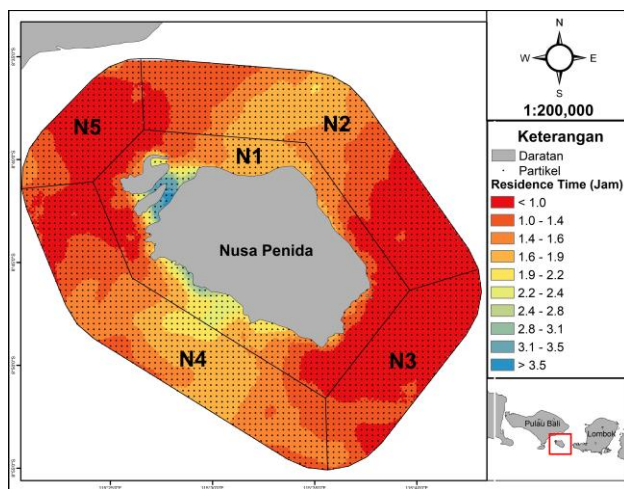 N5
N2
N1
Nusa Penida
N4
N3
N
W E
S
1:200,000
Keterangan
Daratan
Partikel
Residence Time (Jam)
< 1.0
1.0 - 1.4
1.4 - 1.6
1.6 - 1.9
1.9 - 2.2
2.2 - 2.4
2.4 - 2.8
2.8 - 3.1
3.1 - 3.5
> 3.5
Pulau Bali
Lombok